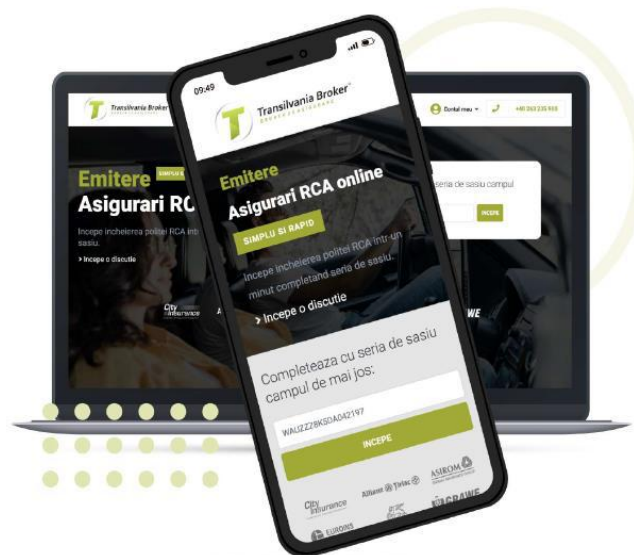 Transilvania Broker
Emitere
SIMPLU S
Asigurari RC
Incepe incheierea politei RCA intr
sasiu.
> Incepe o discutie
City Insurance
Contul meu
seria de sasiu campul
INCEPE
WE
09:49
Transilvania Broker
Emitere
Asigurari RCA online
SIMPLU SI RAPID
Incepe incheierea politei RCA intr-un
minut completand seria de sasiu.
> Incepe o discutie
Completeaza cu seria de sasiu
campul de mai jos:
INCEPE
City
Insurance
Allianz Tiriac
ASIROM
EUROINS
GRAWE